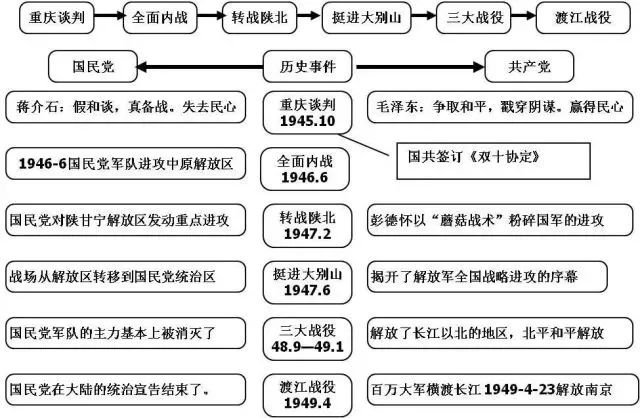 重庆谈判 全面内战 转战陕北 挺进大别山 三大战役 渡江战役
国民党 历史事件 共产党
蒋介石：假和谈，真备战。失去民心
重庆谈判
1945.10
毛泽东：争取和平，戳穿阴谋。赢得民心
国共签订《双十协定》
1946-6国民党军队进攻中原解放区
全面内战
1946.6
国民党对陕甘宁解放区发动重点进攻
转战陕北
1947.2
彭德怀以“蘑菇战术”粉碎国军的进攻
战场从解放区转移到国民党统治区
挺进大别山
1947.6
揭开了解放军全国战略进攻的序幕
国民党军队的主力基本上被消灭了
三大战役
48.9—49.1
解放了长江以北的地区，北平和平解放
国民党在大陆的统治宣告结束了。
渡江战役
1949.4
百万大军横渡长江1949-4-23解放南京